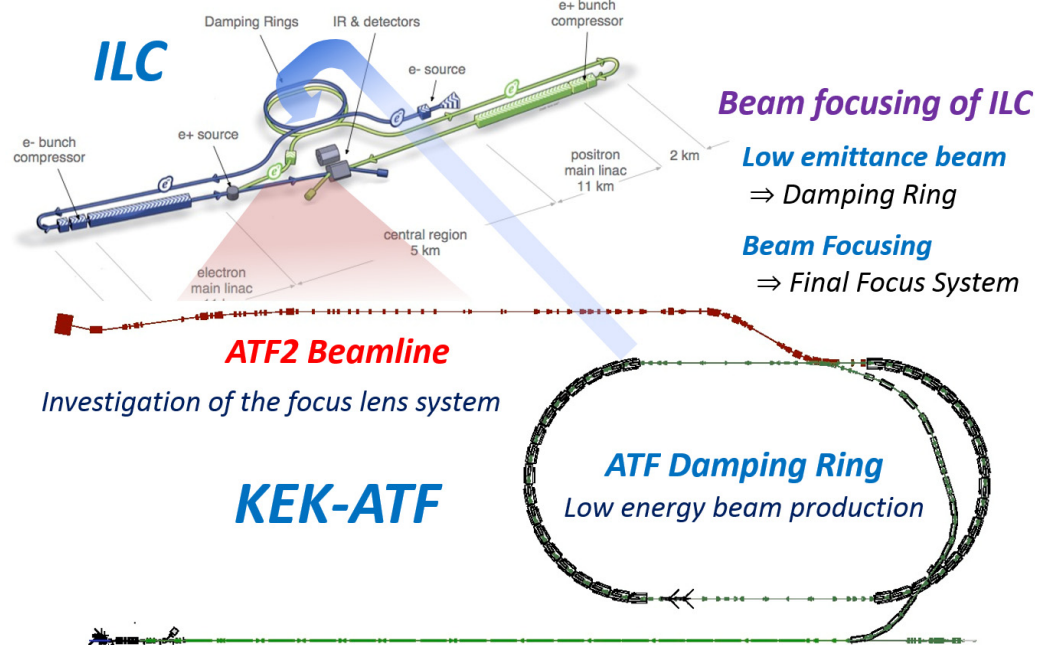 Damping Rings
IR & detectors
e+ bunch
compressor
ILC
e- source
e+ source
e- bunch
compressor
positron
main linac
11 km
2 km
central region
5 km
electron
main linac
Beam focusing of ILC
Low emittance beam
⇒ Damping Ring
Beam Focusing
⇒ Final Focus System
ATF2 Beamline
Investigation of the focus lens system
KEK-ATF
ATF Damping Ring
Low energy beam production